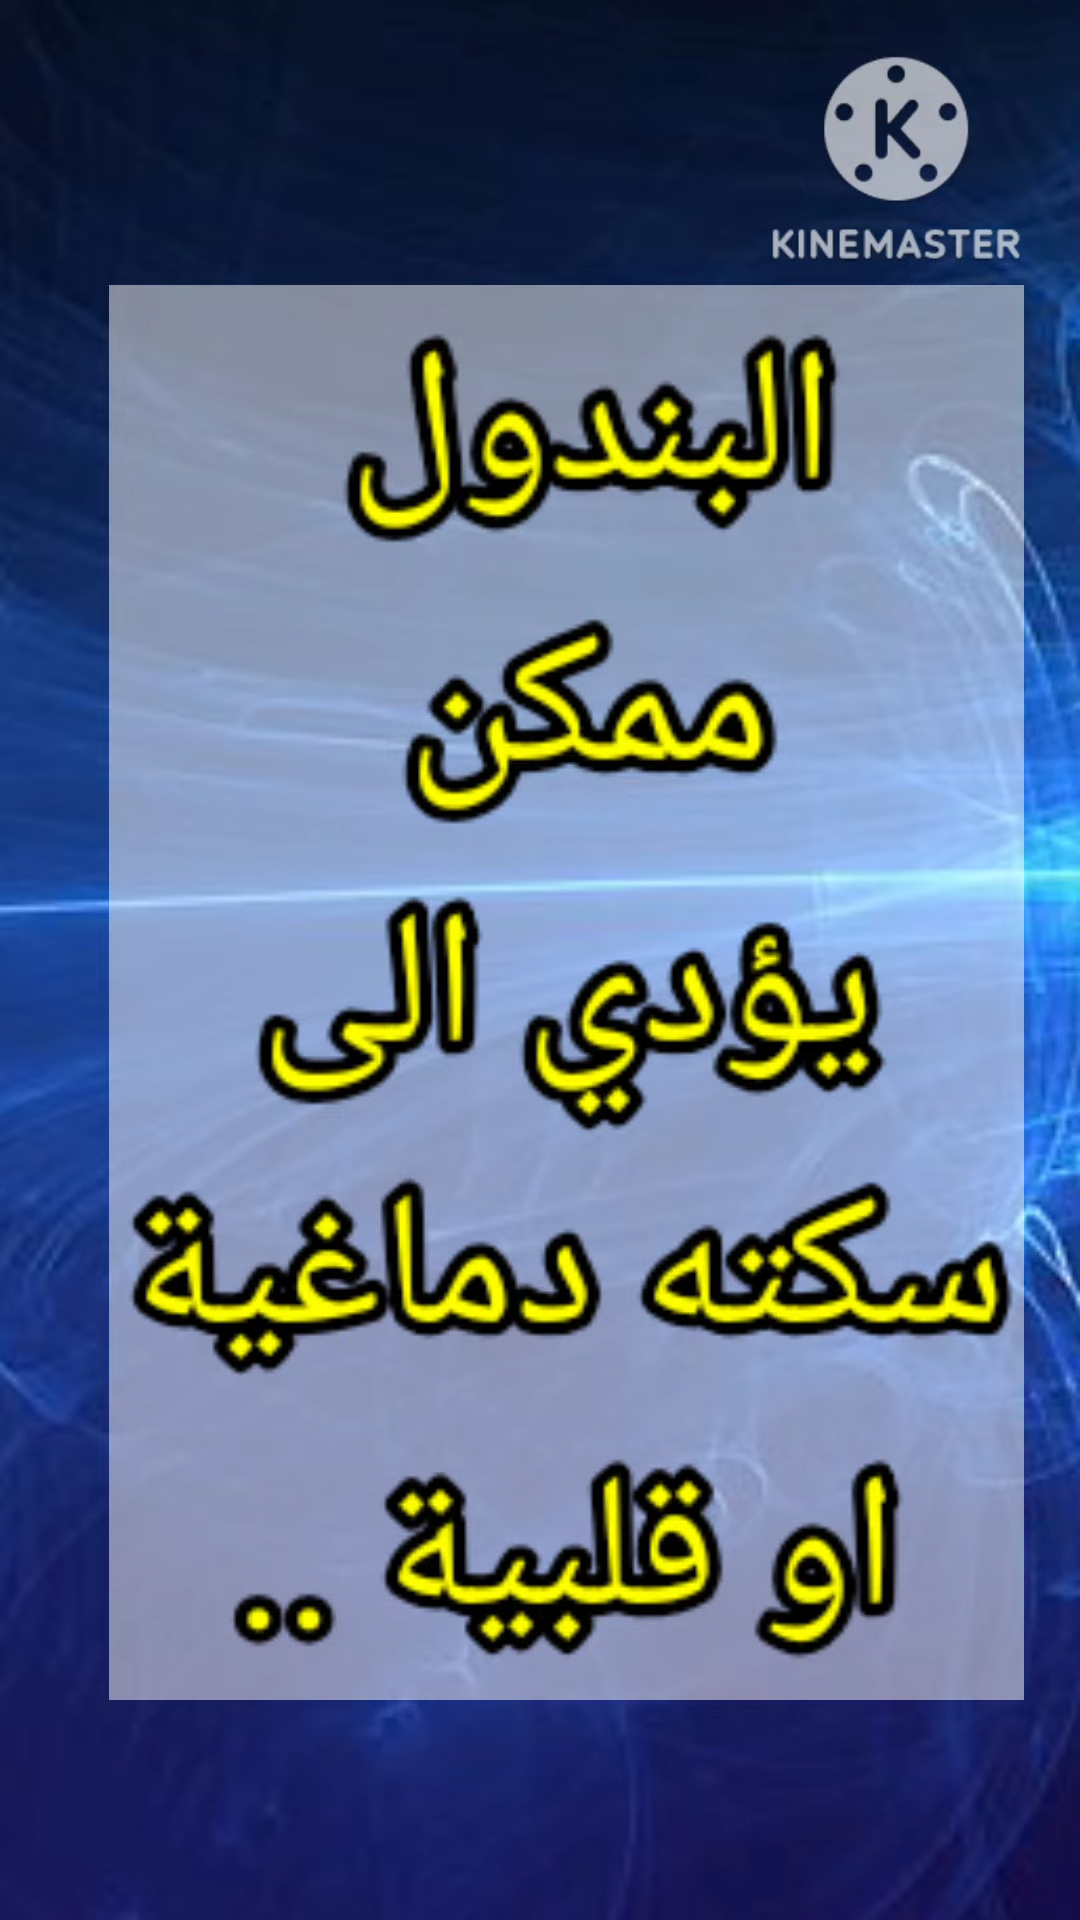 KINEMASTER
البندول
ممكن
يؤدي الى
سكته دماغية
او قلبية ..